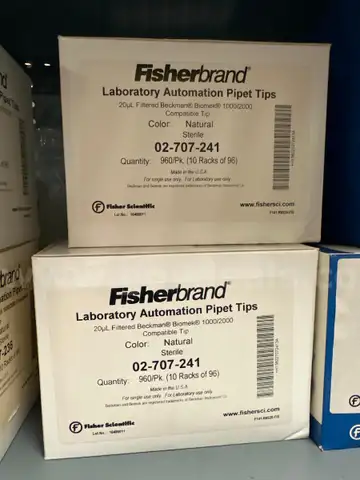 Fisherbrand®
Laboratory Automation Pipet Tips
20µL Filtered Beckman® Biomek® 1000/2000
Compatible Tip
Color: Natural
Sterile
02-707-241
Quantity: 960/Pk. (10 Racks of 96)
Made in the U.S.A
For single use only. For Laboratory use only.
Fisher Scientific
Lot No.:
www.fishersci.com
Fisherbrand®
Laboratory Automation Pipet Tips
20µL Filtered Beckman® Biomek® 1000/2000
Compatible Tip
Color: Natural
Sterile
02-707-241
Quantity: 960/Pk. (10 Racks of 96)
Made in the U.S.A
For single use only. For Laboratory use only.
Fisher Scientific
Lot No.:
www.fishersci.com